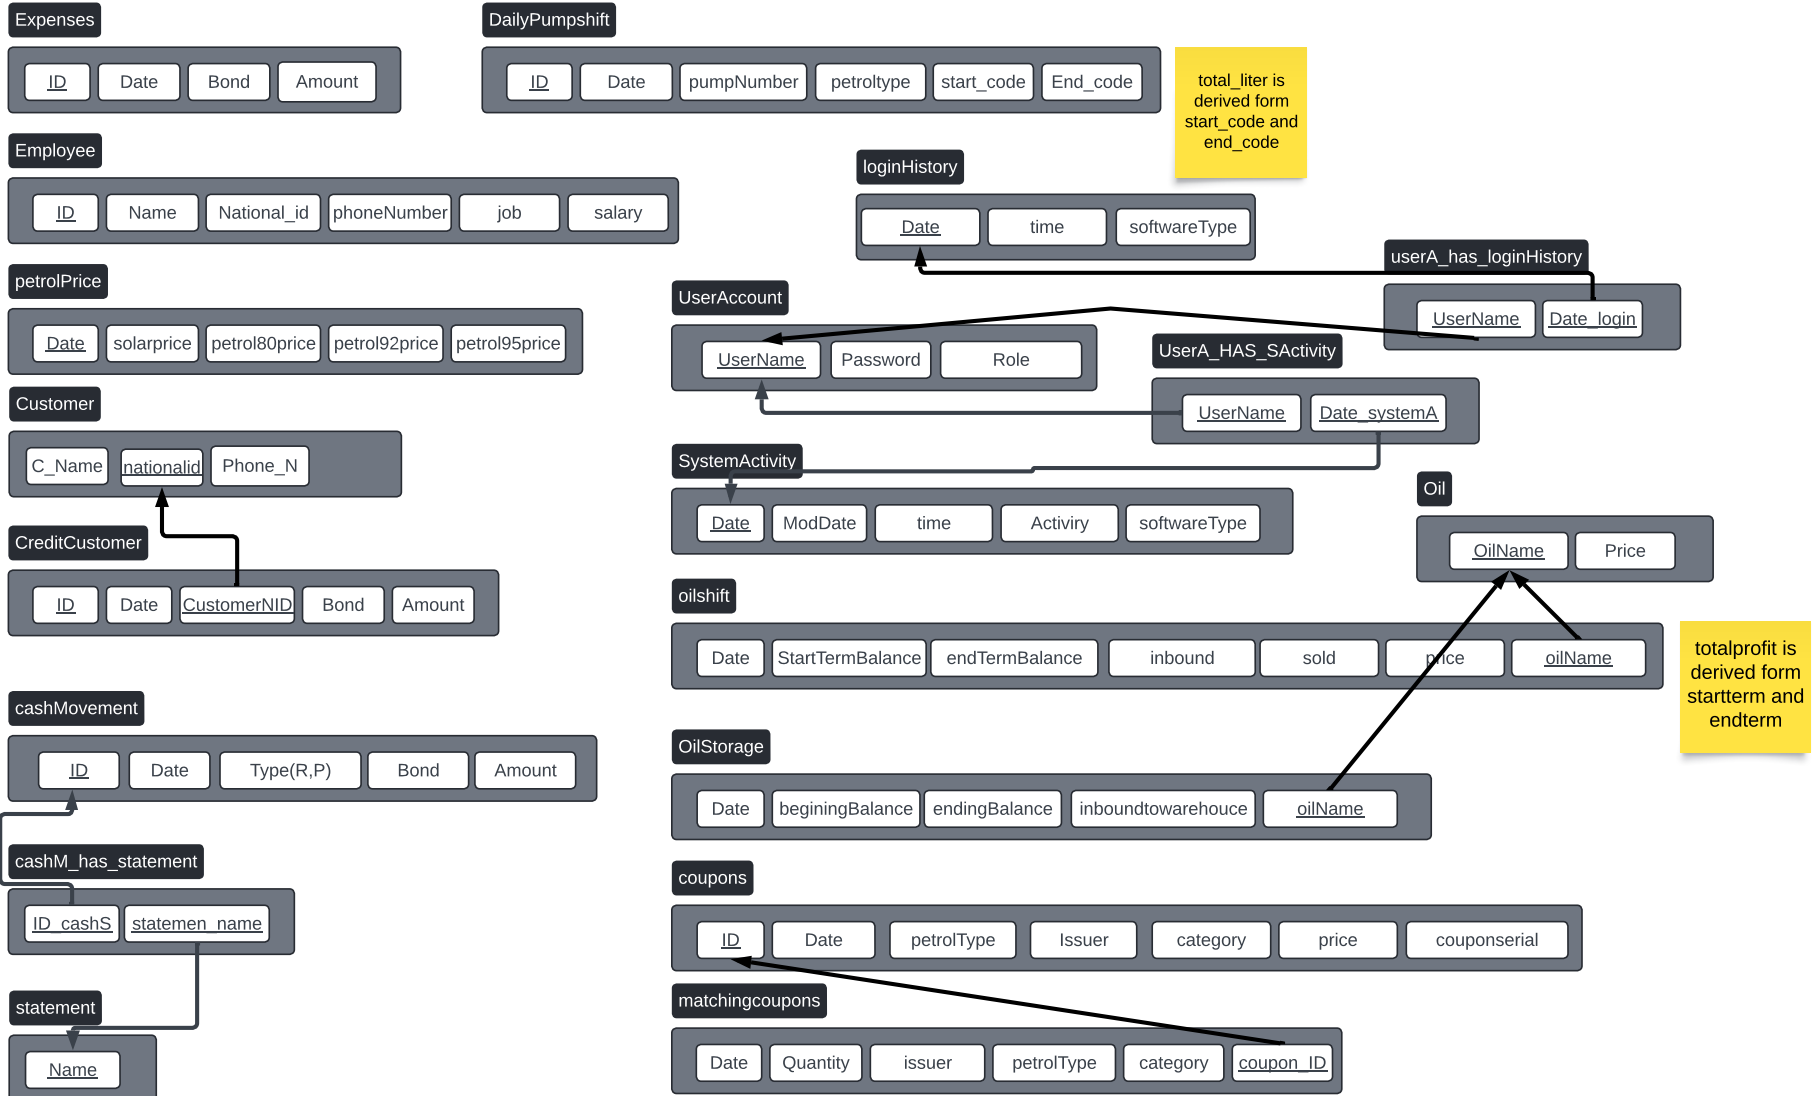 Expenses
ID Date Bond Amount
DailyPumpshift
ID Date pumpNumber petroltype start_code End_code
total_liter is
derived form
start_code and
end_code
Employee
ID Name National_id phoneNumber job salary
loginHistory
Date time softwareType
userA_has_loginHistory
UserName Date_login
petrolPrice
Date solarprice petrol80price petrol92price petrol95price
UserAccount
UserName Password Role
UserA_HAS_SActivity
UserName Date_systemA
Customer
C_Name nationalid Phone_N
SystemActivity
Date ModDate time Activiry softwareType
Oil
OilName Price
CreditCustomer
ID Date CustomerNID Bond Amount
oilshift
Date StartTermBalance endTermBalance inbound sold price oilName
totalprofit is
derived form
startterm and
endterm
cashMovement
ID Date Type(R,P) Bond Amount
OilStorage
Date beginingBalance endingBalance inboundtowarehouce oilName
cashM_has_statement
ID_cashS statemen_name
coupons
ID Date petrolType Issuer category price couponserial
statement
Name
matchingcoupons
Date Quantity issuer petrolType category coupon_ID